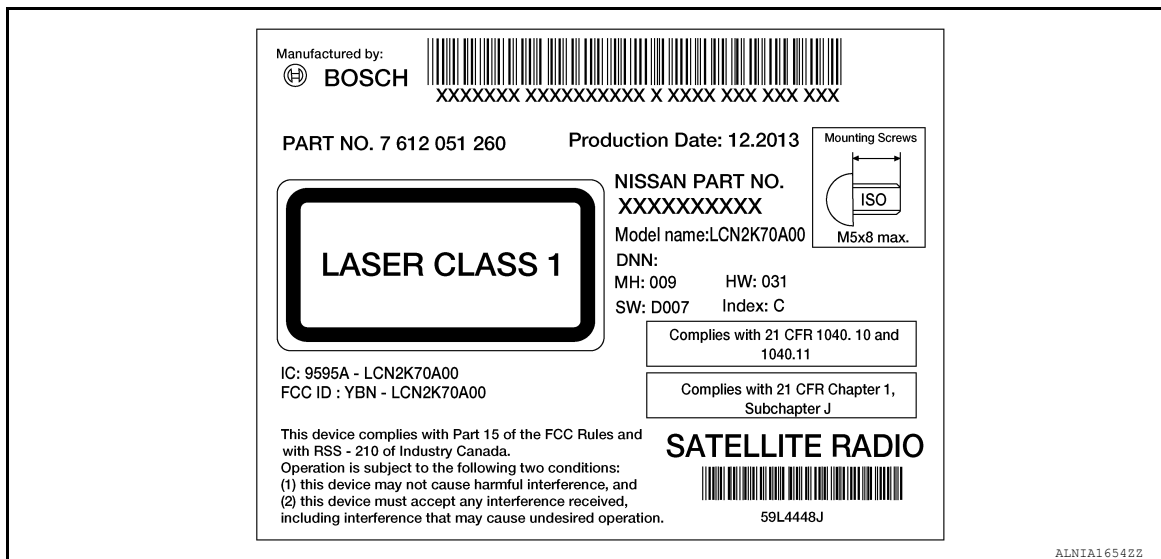 Manufactured by:
BOSCH
XXXXXXX XXXXXXXXXX X XXXX XXX XXX XXX
PART NO. 7 612 051 260
Production Date: 12.2013
Mounting Screws
ISO
M5x8 max.
NISSAN PART NO.
XXXXXXXXXX
Model name:LCN2K70A00
DNN:
MH: 009 HW: 031
SW: D007 Index: C
LASER CLASS 1
Complies with 21 CFR 1040. 10 and
1040.11
Complies with 21 CFR Chapter 1,
Subchapter J
IC: 9595A - LCN2K70A00
FCC ID : YBN - LCN2K70A00
This device complies with Part 15 of the FCC Rules and
with RSS - 210 of Industry Canada.
Operation is subject to the following two conditions:
(1) this device may not cause harmful interference, and
(2) this device must accept any interference received,
including interference that may cause undesired operation.
SATELLITE RADIO
59L4448J
ALNIA1654ZZ